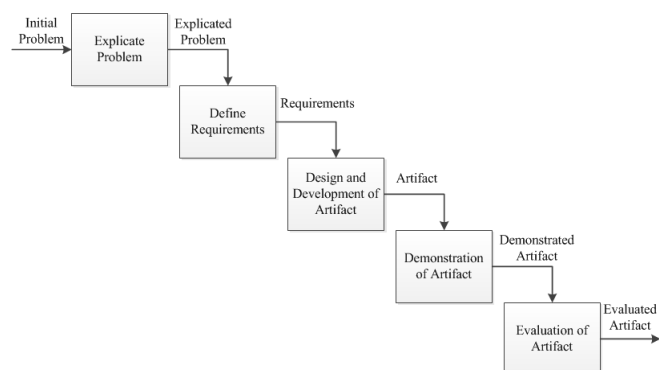 Initial
Problem
Explicate
Problem
Explicated
Problem
Define
Requirements
Requirements
Design and
Development of
Artifact
Artifact
Demonstration
of Artifact
Demonstrated
Artifact
Evaluation of
Artifact
Evaluated
Artifact